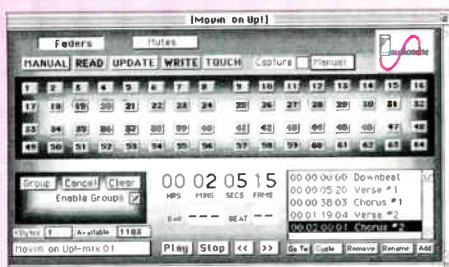 [Movin on Up!]
Faders Mutes
MANUAL READ UPDATE WRITE TOUCH Capture Manual
1 2 3 4 5 6 7 8 9 10 11 12 13 14 15 16
17 18 19 20 21 22 23 24 25 26 27 28 29 30 31 32
33 34 35 36 37 38 39 40 41 42 43 44 45 46 47 48
49 50 51 52 53 54 55 56 57 58 59 60 61 62 63 64
Group Cancel Clear
Enable Groups
00 02 05 15
HRS MINS SECS FRMS
BAR --- BEAT ---
Available 1108
Movin on Up!-mix 01
Play Stop << >>
00 00 00 00 Downbeat
00 00 05 20 Verse #1
00 00 38 03 Chorus #1
00 01 19 04 Verse #2
00 02 00 01 Chorus #2
Go To Cycle Remove Rename Add